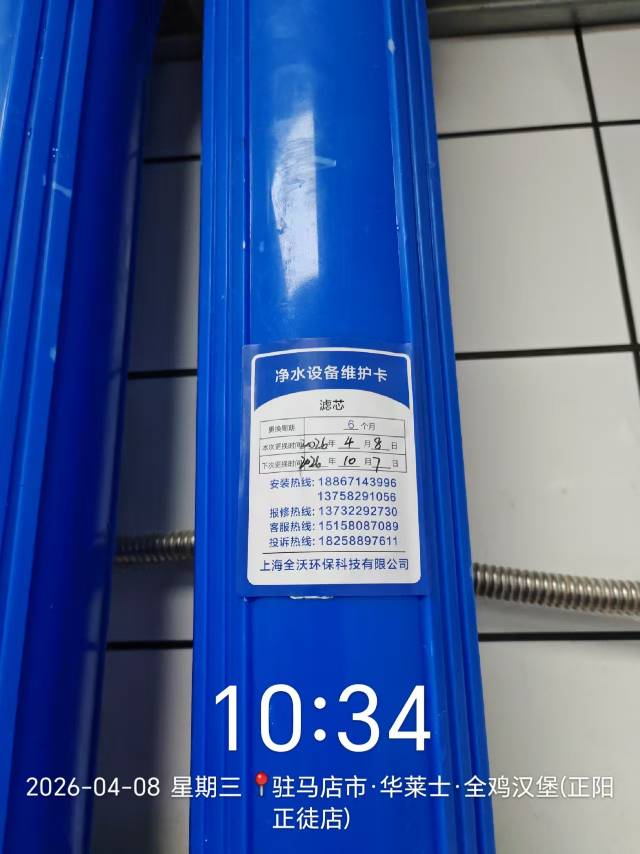 净水设备维护卡
滤芯
更换周期 6 个月
本次更换时间 2026年 4 月 8 日
下次更换时间 2026 年 10 月 7 日
安装热线: 18867143996
13758291056
报修热线: 13732292730
客服热线: 15158087089
投诉热线: 18258897611
上海全沃环保科技有限公司
10:34
2026-04-08 星期三 📍驻马店市·华莱士·全鸡汉堡(正阳
正徒店)